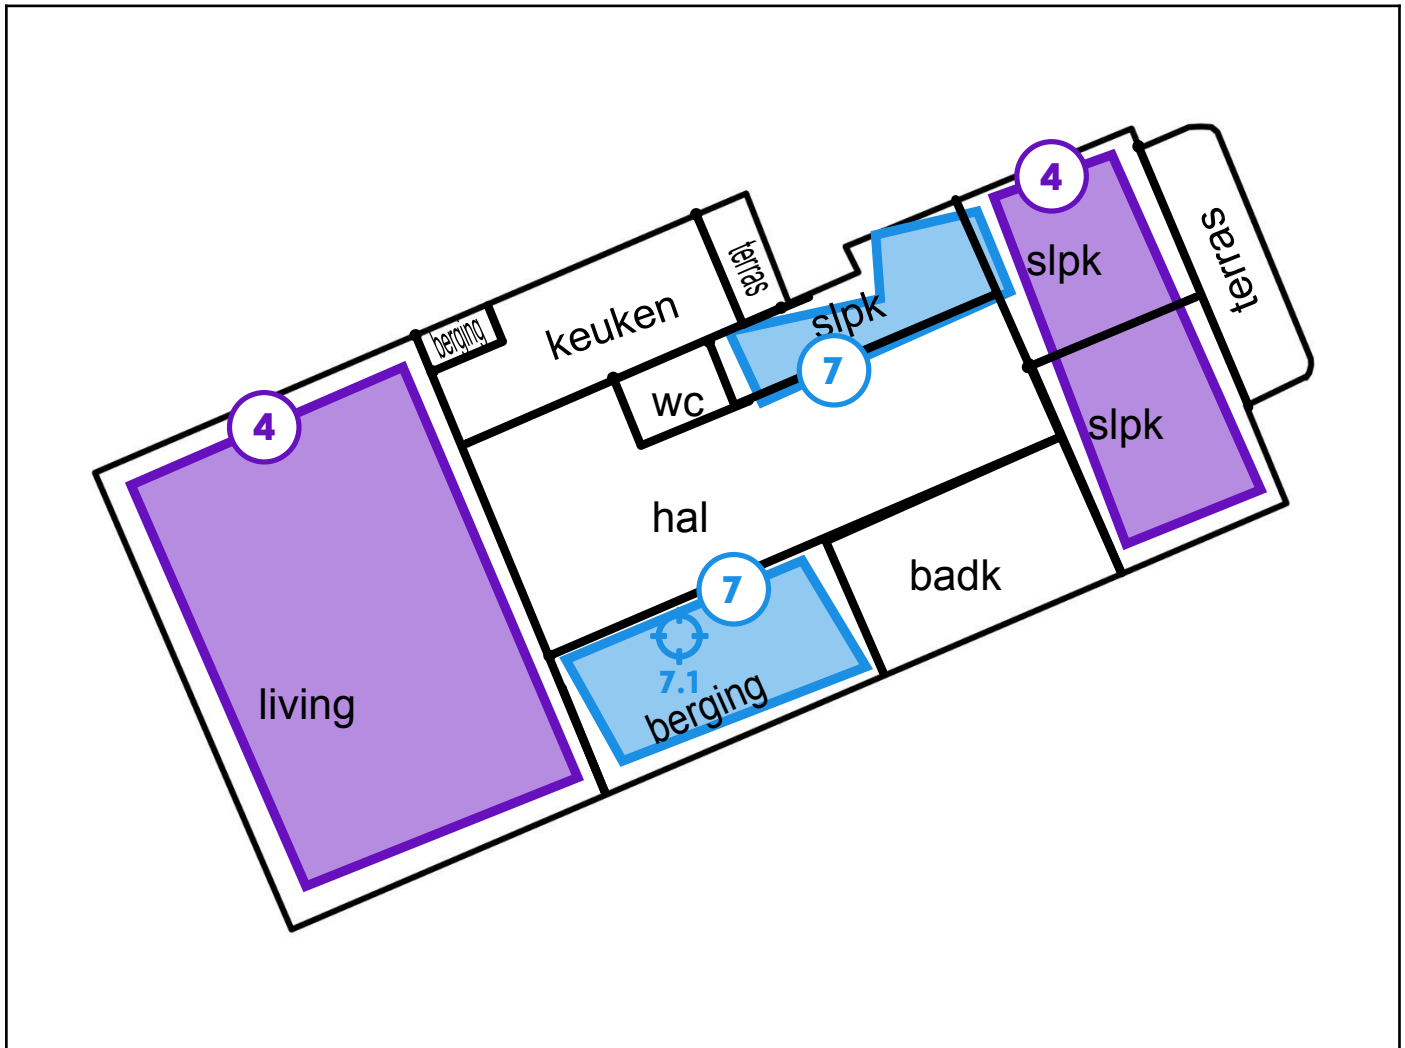 4
terras
slpk
terras
keuken
berging
slpk
7
wc
4
slpk
hal
7
badk
7.1
berging
living